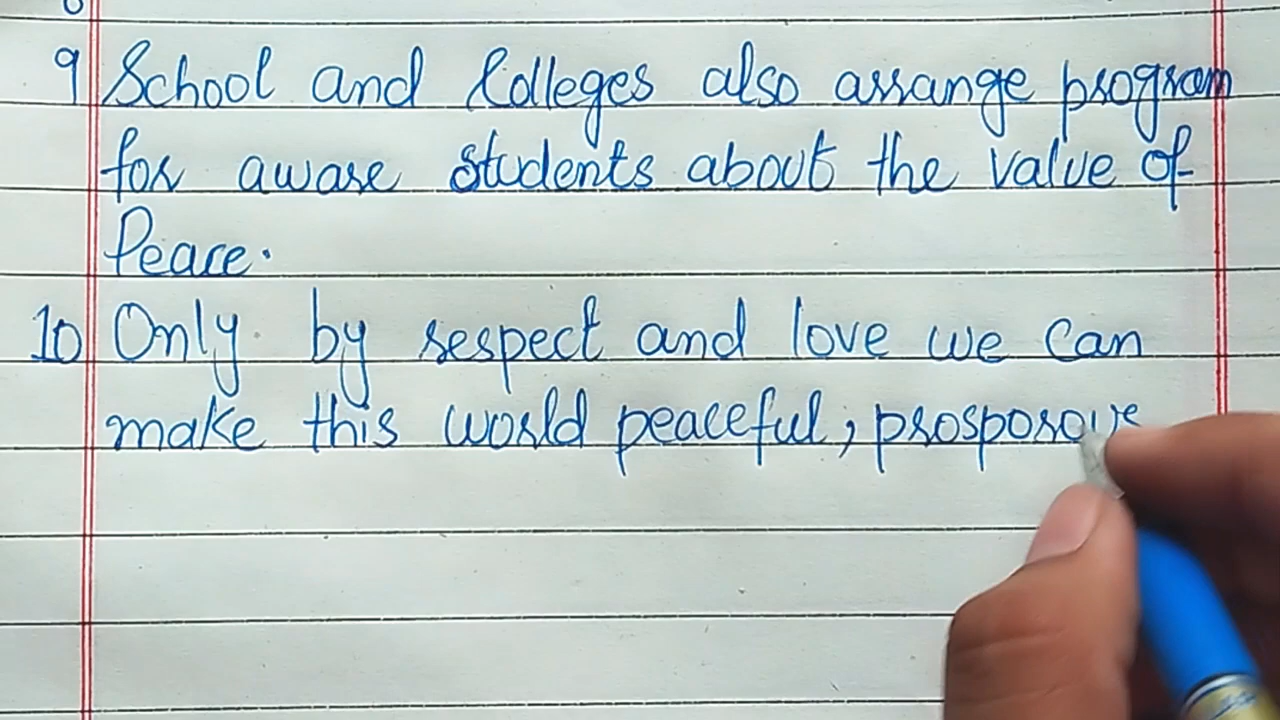 9 School and Colleges also arrange program
for aware students about the value of
Peace.
10 Only by respect and love we can
make this world peaceful, prosporous